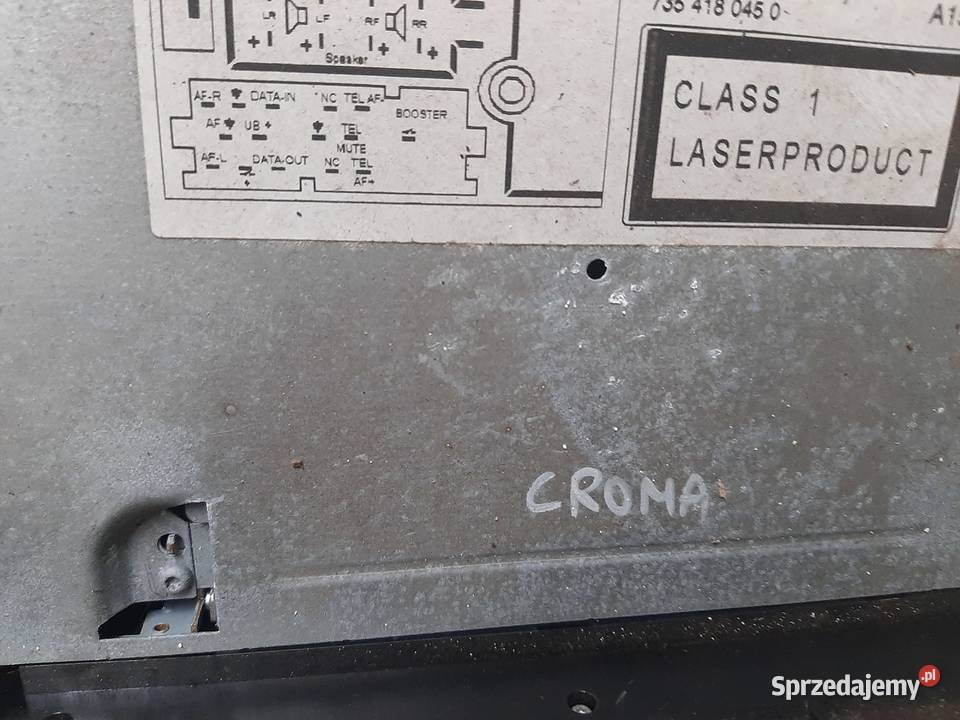 735 418 045 0
LR LF RF RR
+ + + +
Speaker
CLASS 1
LASERPRODUCT
AF-R DATA-IN NC TEL AF-
BOOSTER
AF UB + TEL
MUTE
AF-L DATA-OUT NC TEL
AF+
CROMA
Sprzedajemy.pl